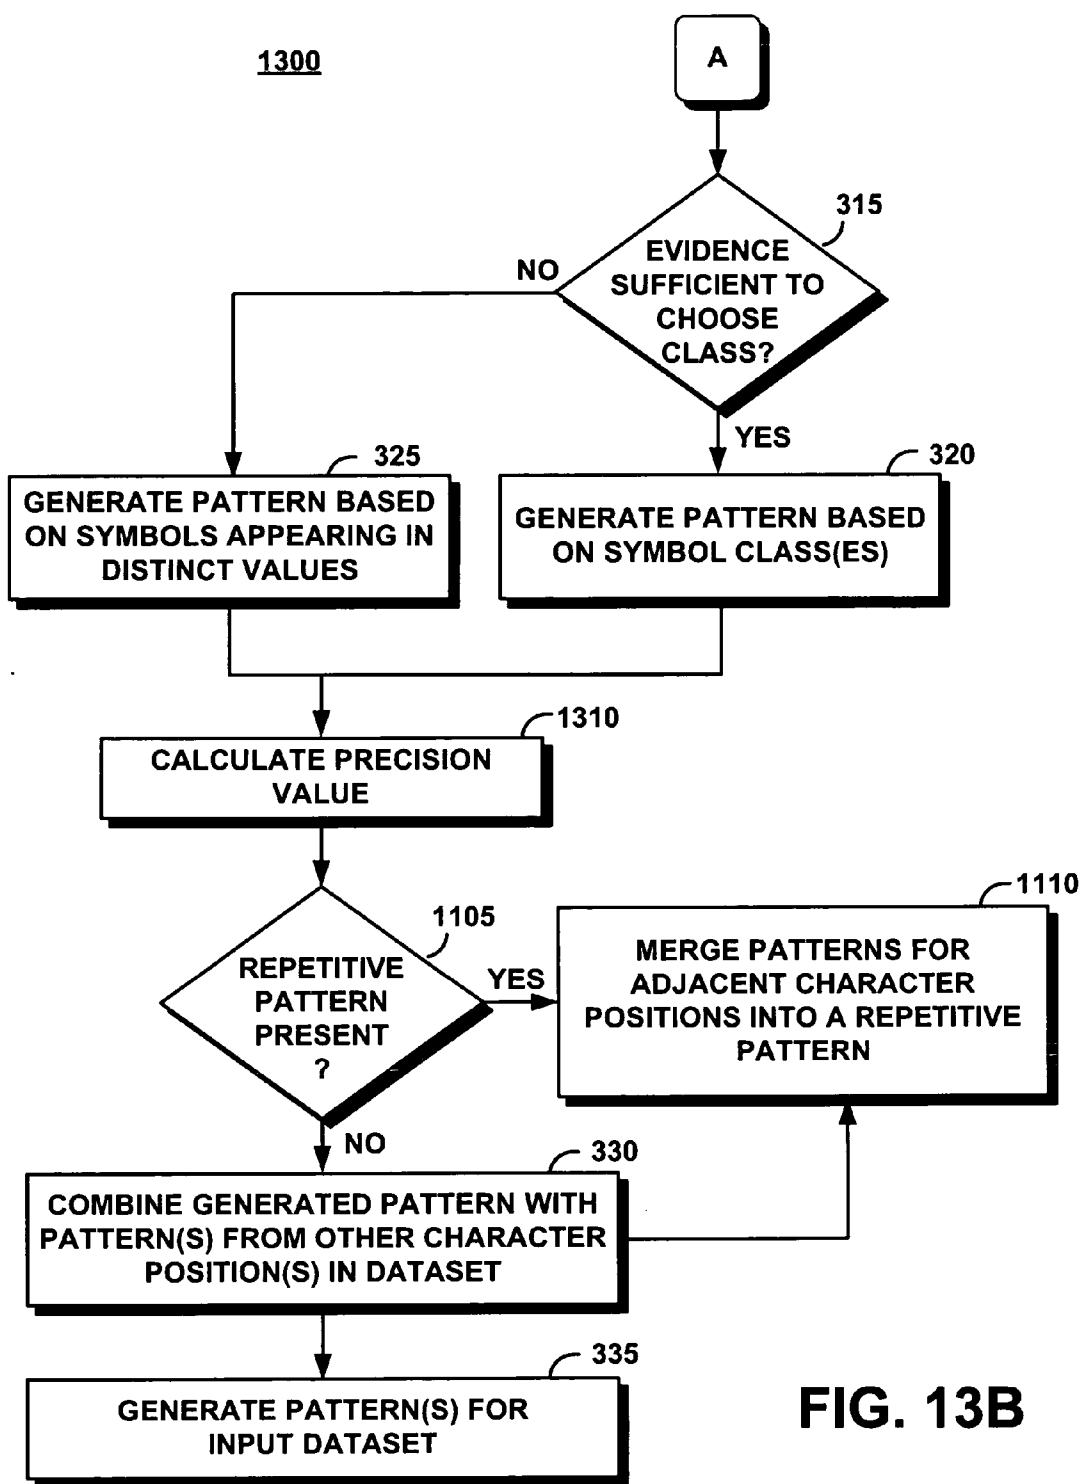 1300
A
315
EVIDENCE
SUFFICIENT TO
CHOOSE
CLASS?
NO
YES
325
GENERATE PATTERN BASED
ON SYMBOLS APPEARING IN
DISTINCT VALUES
320
GENERATE PATTERN BASED
ON SYMBOL CLASS(ES)
1310
CALCULATE PRECISION
VALUE
1105
REPETITIVE
PATTERN
PRESENT
?
YES
NO
1110
MERGE PATTERNS FOR
ADJACENT CHARACTER
POSITIONS INTO A REPETITIVE
PATTERN
330
COMBINE GENERATED PATTERN WITH
PATTERN(S) FROM OTHER CHARACTER
POSITION(S) IN DATASET
335
GENERATE PATTERN(S) FOR
INPUT DATASET
FIG. 13B